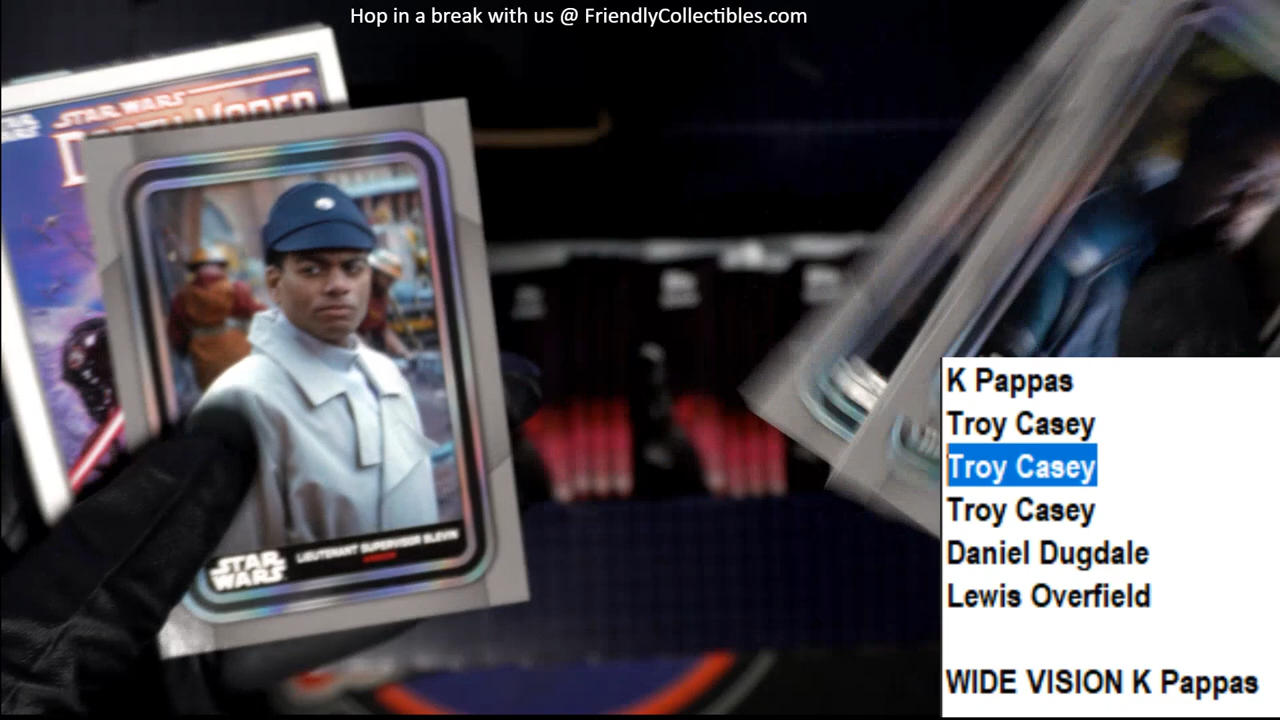 Hop in a break with us @ FriendlyCollectibles.com
STAR WARS
STAR
WARS
LIEUTENANT SUPERVISOR BLEVIN
K Pappas
Troy Casey
Troy Casey
Troy Casey
Daniel Dugdale
Lewis Overfield
WIDE VISION K Pappas